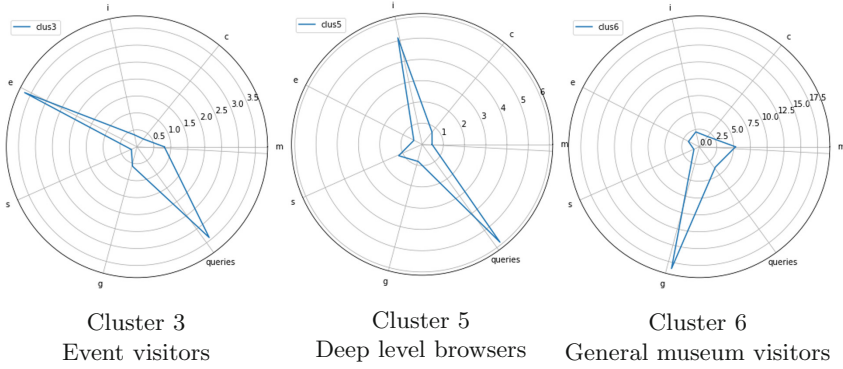 i
clus3
c
e
0.5 1.0 1.5 2.0 2.5 3.0 3.5
m
s
g
queries
i
clus5
c
e
1 2 3 4 5 6
m
s
g
queries
i
clus6
c
e
0.0 2.5 5.0 7.5 10.0 12.5 15.0 17.5
m
s
g
queries
Cluster 3
Event visitors
Cluster 5
Deep level browsers
Cluster 6
General museum visitors